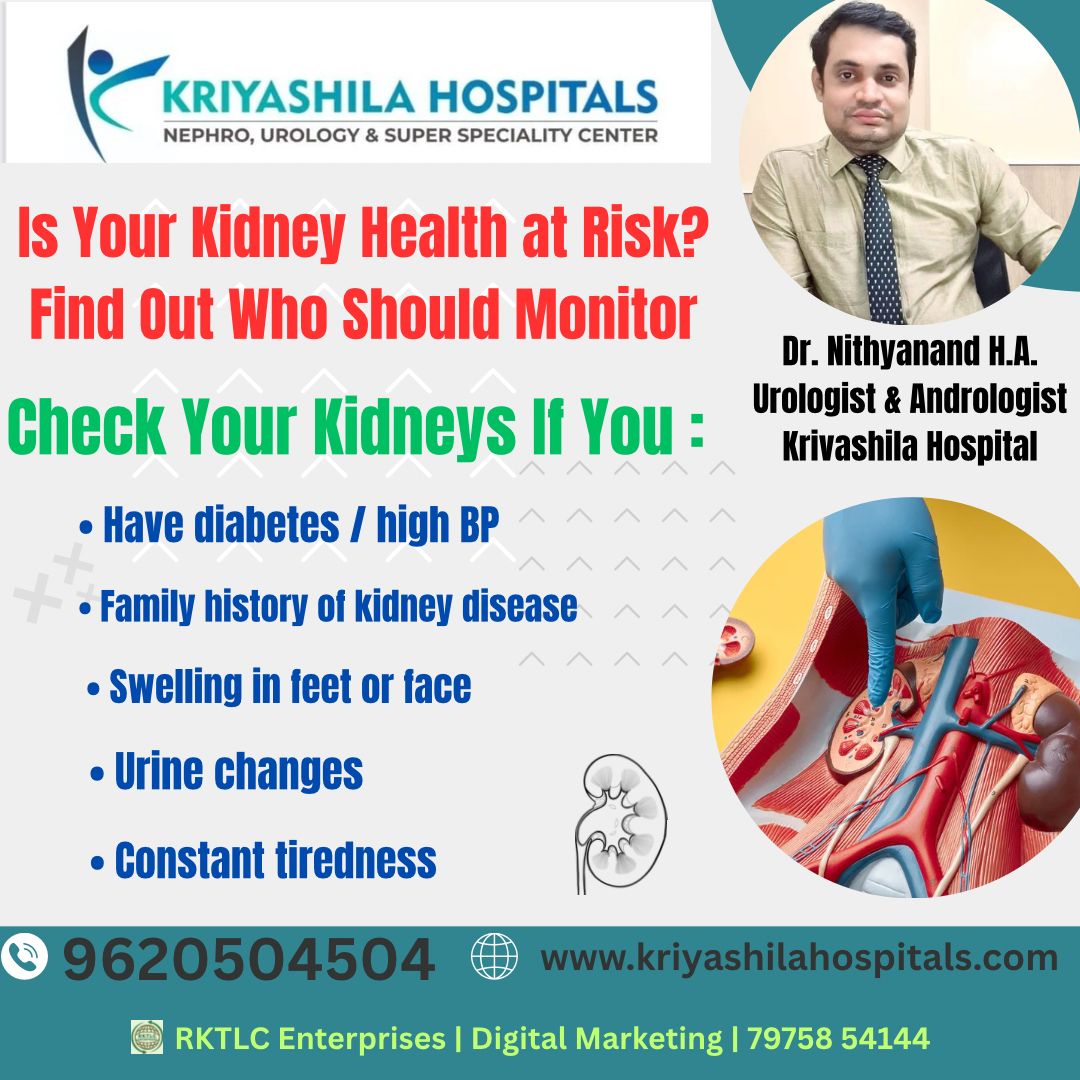 KRIYASHILA HOSPITALS
NEPHRO, UROLOGY & SUPER SPECIALITY CENTER
Is Your Kidney Health at Risk?
Find Out Who Should Monitor
Dr. Nithyanand H.A.
Urologist & Andrologist
Krivashila Hospital
Check Your Kidneys If You :
• Have diabetes / high BP
• Family history of kidney disease
• Swelling in feet or face
• Urine changes
• Constant tiredness
9620504504
www.kriyashilahospitals.com
RKTLC
RKTLC Enterprises | Digital Marketing | 79758 54144